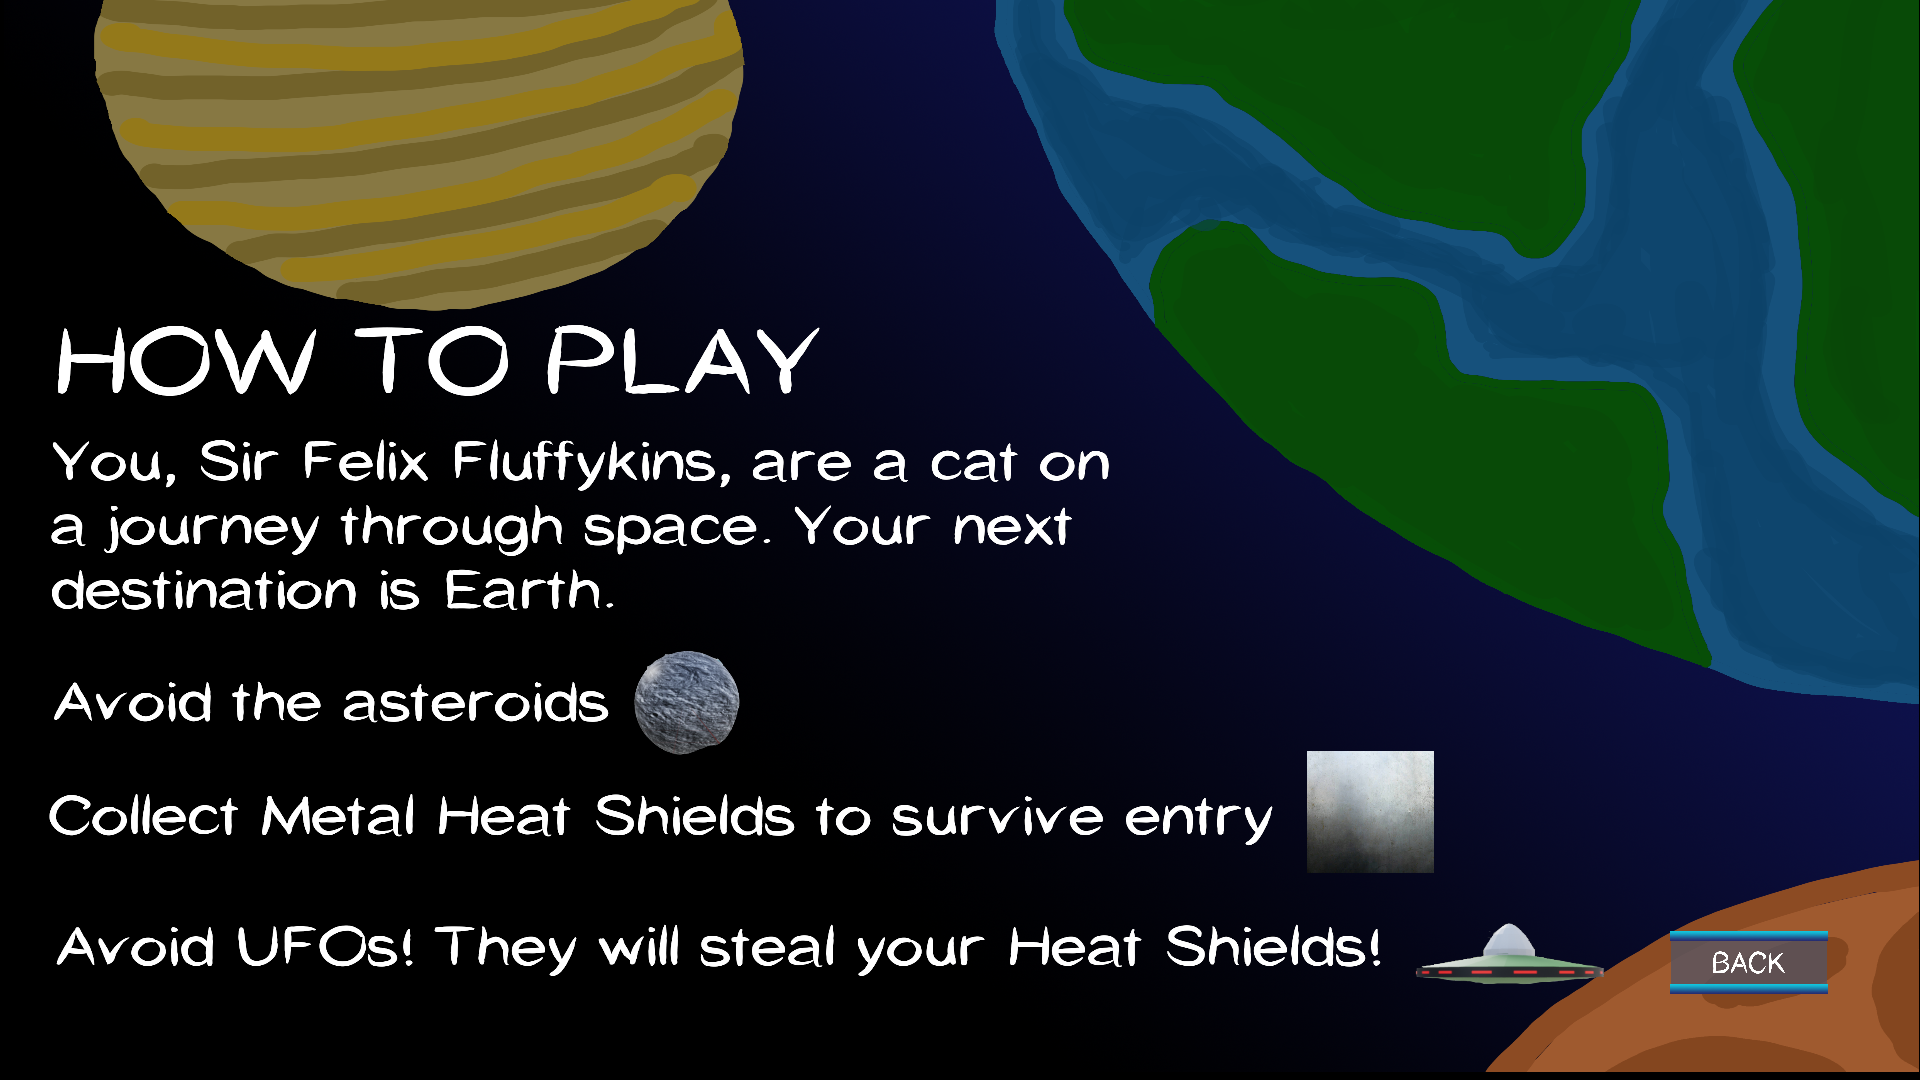 HOW TO PLAY
You, Sir Felix Fluffykins, are a cat on
a journey through space. Your next
destination is Earth.
Avoid the asteroids
Collect Metal Heat Shields to survive entry
Avoid UFOs! They will steal your Heat Shields!
BACK